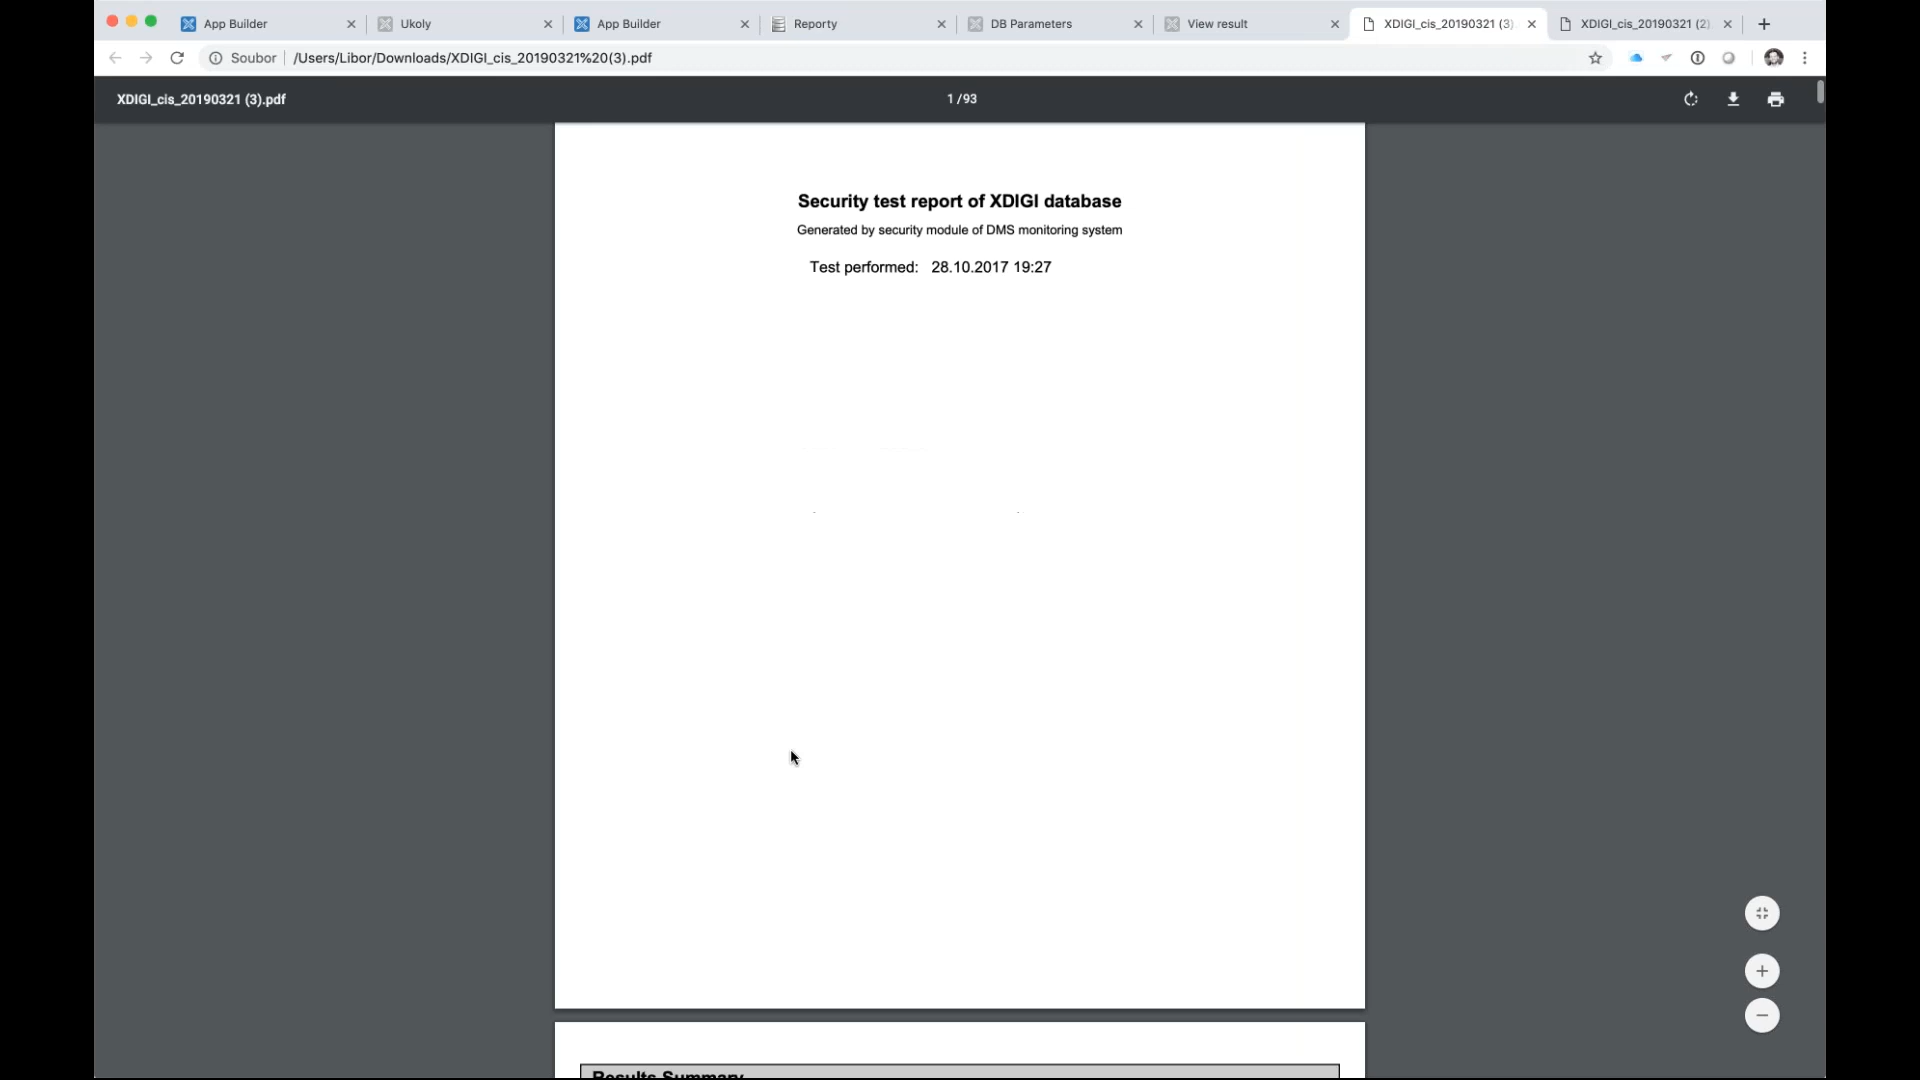 App Builder
Ukoly
App Builder
Reporty
DB Parameters
View result
XDIGI_cis_20190321 (3)
XDIGI_cis_20190321 (2)
Soubor
/Users/Libor/Downloads/XDIGI_cis_20190321%20(3).pdf
XDIGI_cis_20190321 (3).pdf
1 /93
Security test report of XDIGI database
Generated by security module of DMS monitoring system
Test performed: 28.10.2017 19:27
Results Summary